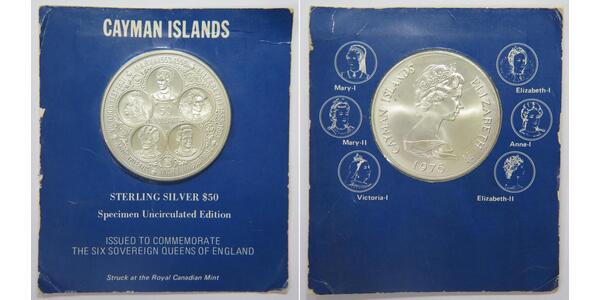 CAYMAN ISLANDS
STERLING SILVER $50
Specimen Uncirculated Edition
ISSUED TO COMMEMORATE
THE SIX SOVEREIGN QUEENS OF ENGLAND
Struck at the Royal Canadian Mint
Mary-I
Elizabeth-I
Mary-II
Anne-I
Victoria-I
Elizabeth-II
CAYMAN ISLANDS
ELIZABETH II
1975